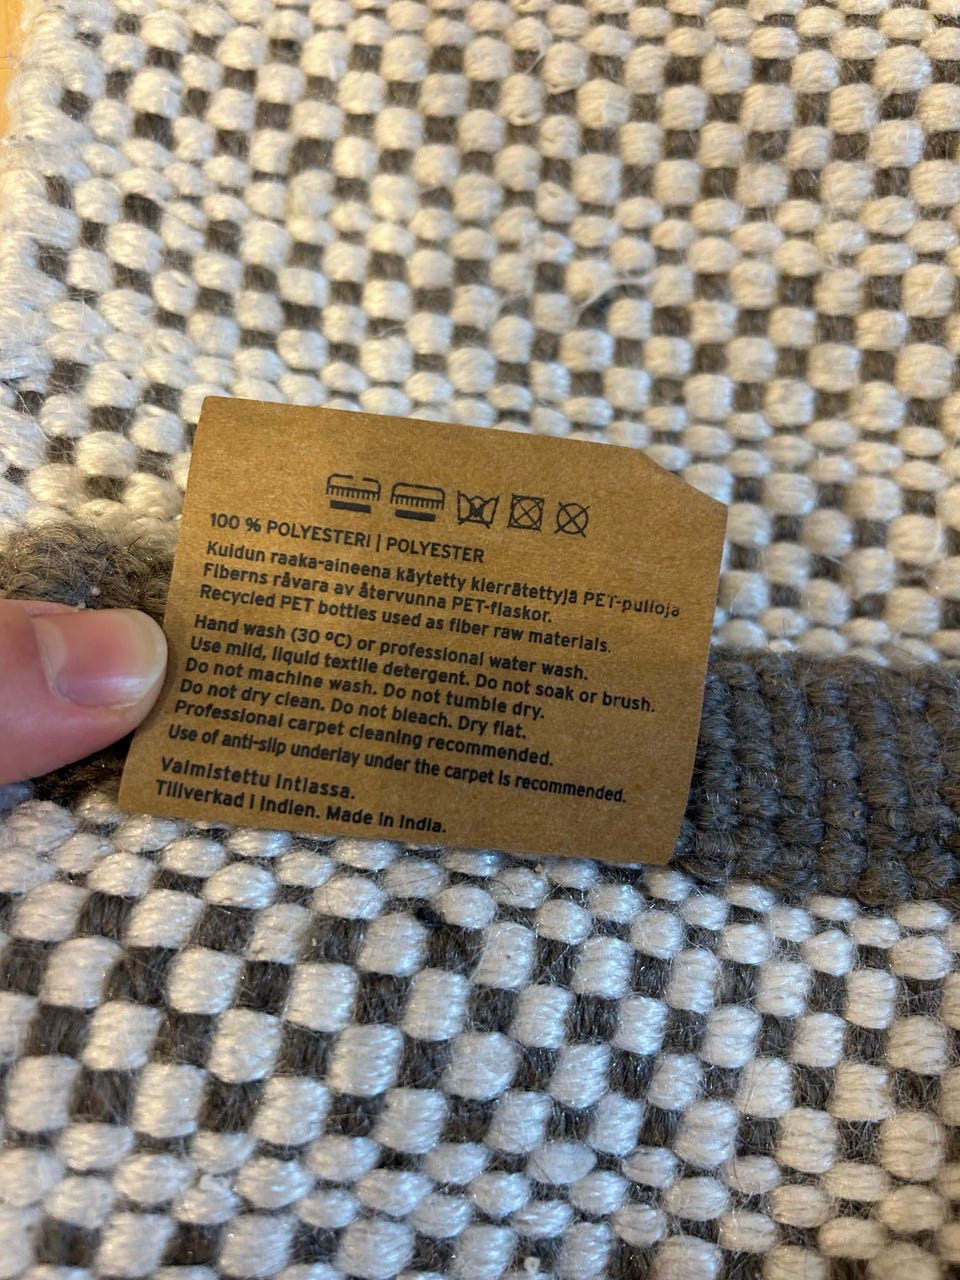 100 % POLYESTERI | POLYESTER
Kuidun raaka-aineena käytetty kierrätettyjä PET-pulloja
Fiberns råvara av återvunna PET-flaskor.
Recycled PET bottles used as fiber raw materials.
Hand wash (30 ºC) or professional water wash.
Use mild, liquid textile detergent. Do not soak or brush.
Do not machine wash. Do not tumble dry.
Do not dry clean. Do not bleach. Dry flat.
Professional carpet cleaning recommended.
Use of anti-slip underlay under the carpet is recommended.
Valmistettu Intiassa.
Tillverkad i Indien. Made in India.